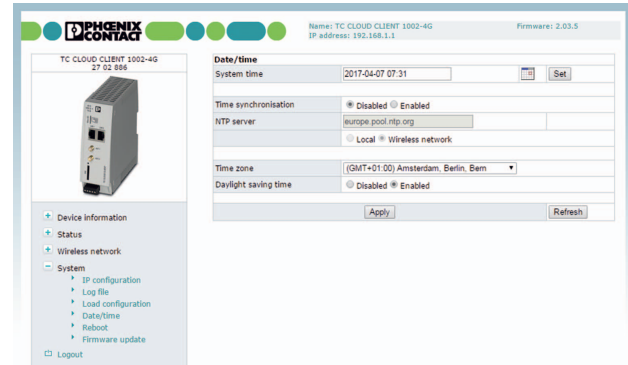 PHŒNIX
CONTACT
Name: TC CLOUD CLIENT 1002-4G
IP address: 192.168.1.1
Firmware: 2.03.5
TC CLOUD CLIENT 1002-4G
27 02 886
Device information
Status
Wireless network
System
IP configuration
Log file
Load configuration
Date/time
Reboot
Firmware update
Logout
Date/time
System time 2017-04-07 07:31 Set
Time synchronisation Disabled Enabled
NTP server europe.pool.ntp.org
Local Wireless network
Time zone (GMT+01:00) Amsterdam, Berlin, Bern
Daylight saving time Disabled Enabled
Apply Refresh